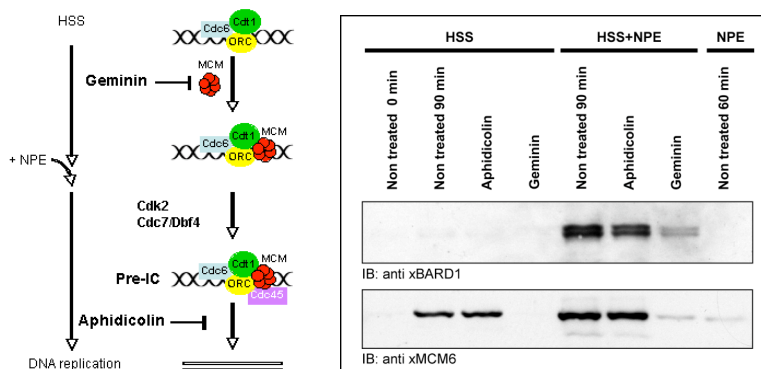 HSS
Cdc6
Cdt1
ORC
Geminin
MCM
Cdc6
Cdt1
MCM
ORC
+ NPE
Cdk2
Cdc7/Dbf4
Pre-IC
Cdc6
Cdt1
MCM
ORC
Cdc45
Aphidicolin
DNA replication
HSS
HSS+NPE
NPE
Non treated 0 min
Non treated 90 min
Aphidicolin
Geminin
Non treated 90 min
Aphidicolin
Geminin
Non treated 60 min
IB: anti xBARD1
IB: anti xMCM6